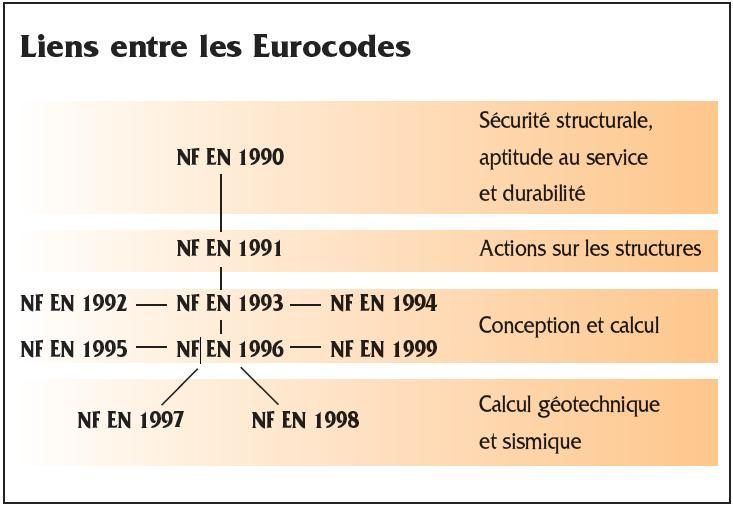 Liens entre les Eurocodes
Sécurité structurale,
NF EN 1990 aptitude au service
et durabilité
NF EN 1991 Actions sur les structures
NF EN 1992 NF EN 1993 NF EN 1994
Conception et calcul
NF EN 1995 NF EN 1996 NF EN 1999
Calcul géotechnique
NF EN 1997 NF EN 1998
et sismique